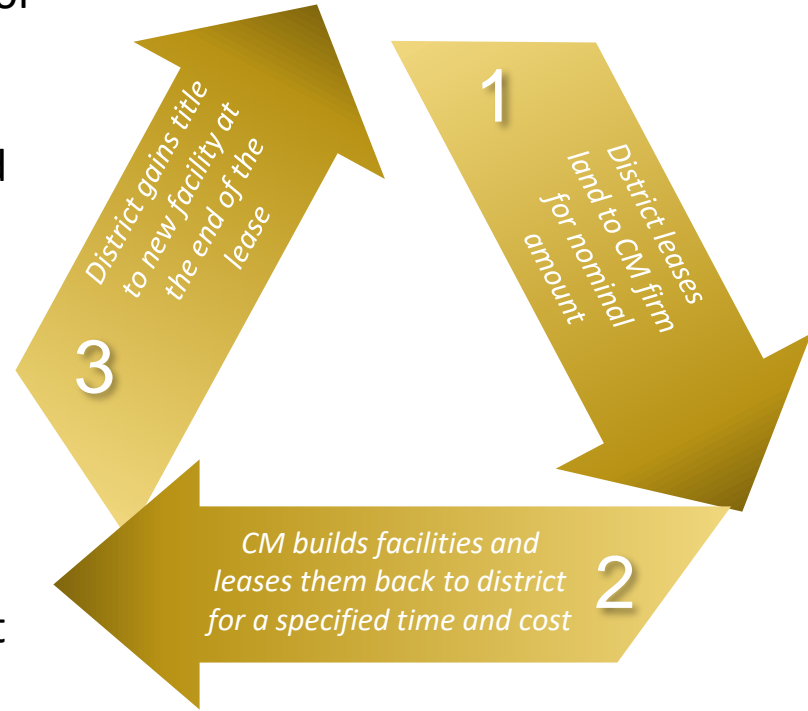 1
District leases
land to CM firm
for nominal
amount
2
CM builds facilities and
leases them back to district
for a specified time and cost
3
District gains title
to new facility at
the end of the
lease